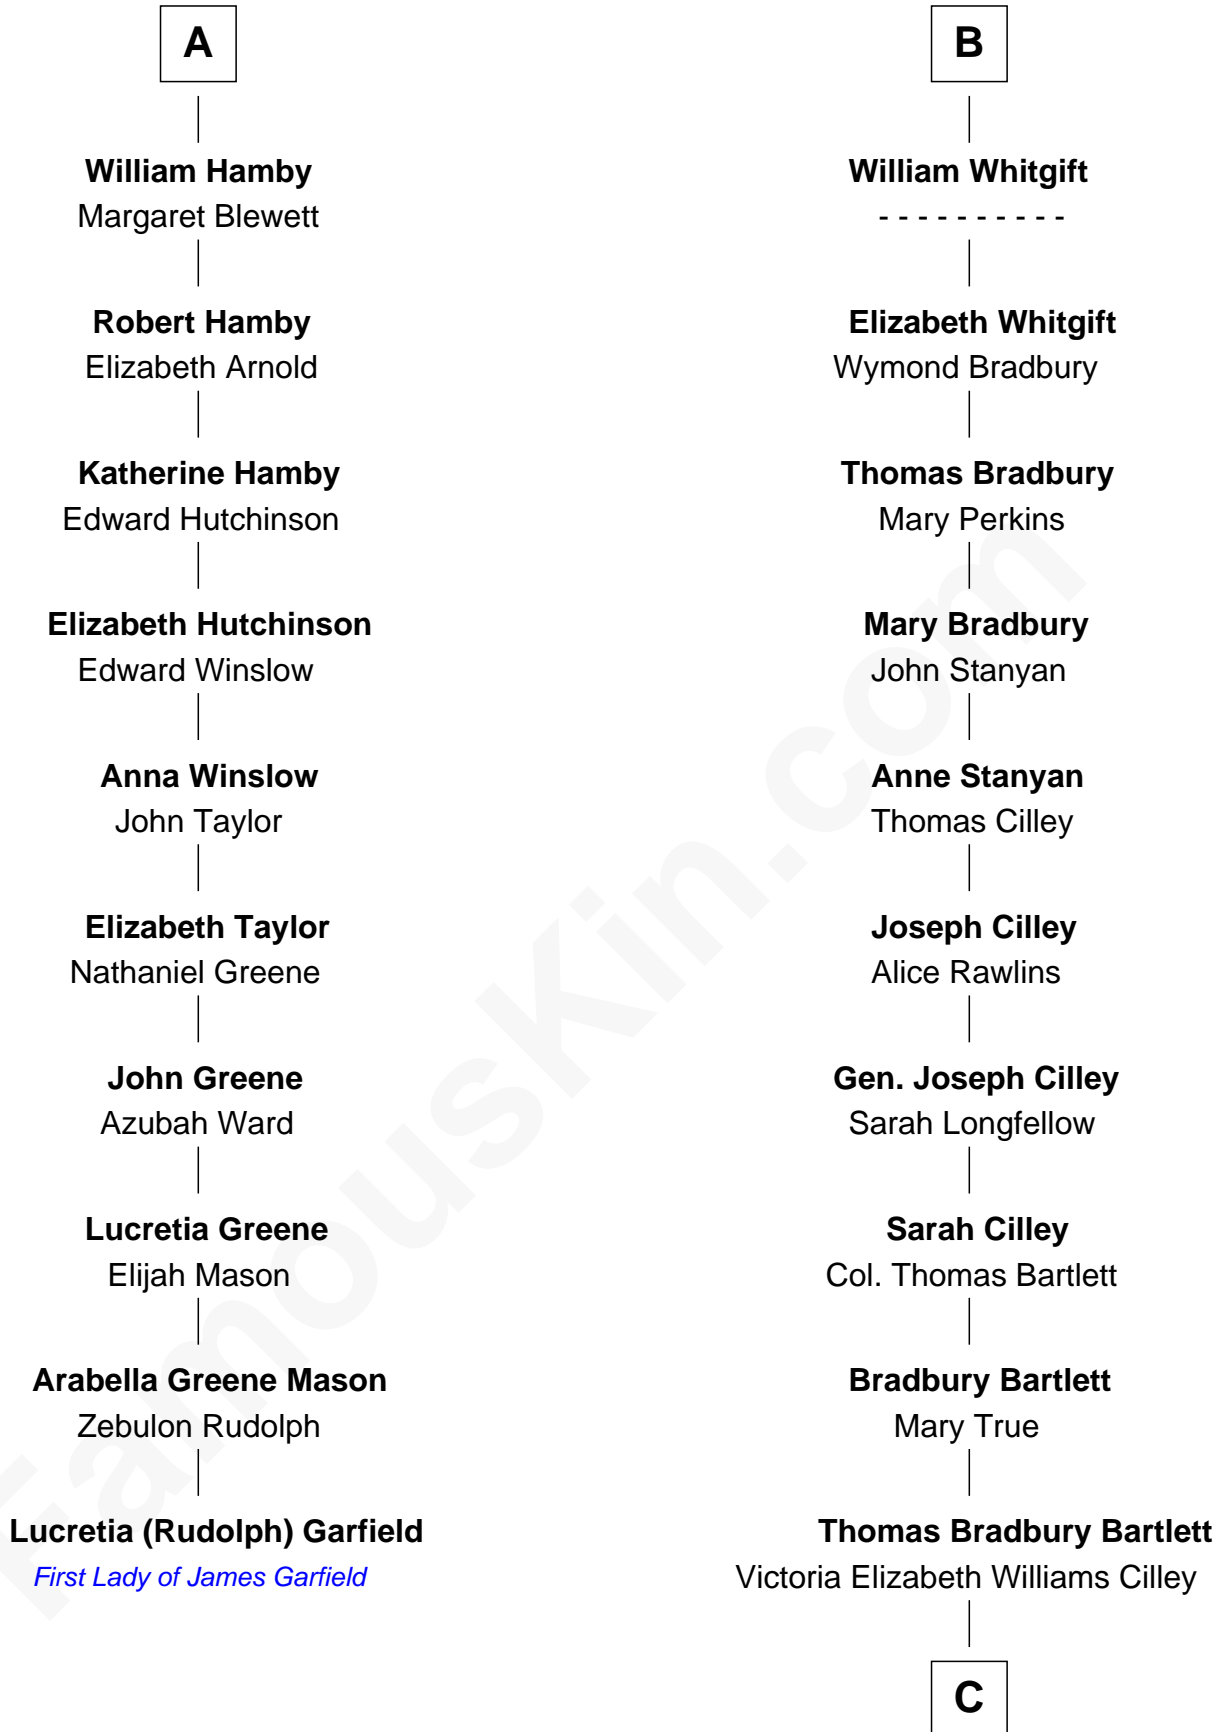 A
William Hamby
Margaret Blewett
Robert Hamby
Elizabeth Arnold
Katherine Hamby
Edward Hutchinson
Elizabeth Hutchinson
Edward Winslow
Anna Winslow
John Taylor
Elizabeth Taylor
Nathaniel Greene
John Greene
Azubah Ward
Lucretia Greene
Elijah Mason
Arabella Greene Mason
Zebulon Rudolph
Lucretia (Rudolph) Garfield
First Lady of James Garfield
B
William Whitgift
- - - - - - - - - -
Elizabeth Whitgift
Wymond Bradbury
Thomas Bradbury
Mary Perkins
Mary Bradbury
John Stanyan
Anne Stanyan
Thomas Cilley
Joseph Cilley
Alice Rawlins
Gen. Joseph Cilley
Sarah Longfellow
Sarah Cilley
Col. Thomas Bartlett
Bradbury Bartlett
Mary True
Thomas Bradbury Bartlett
Victoria Elizabeth Williams Cilley
C
FamousKin.com